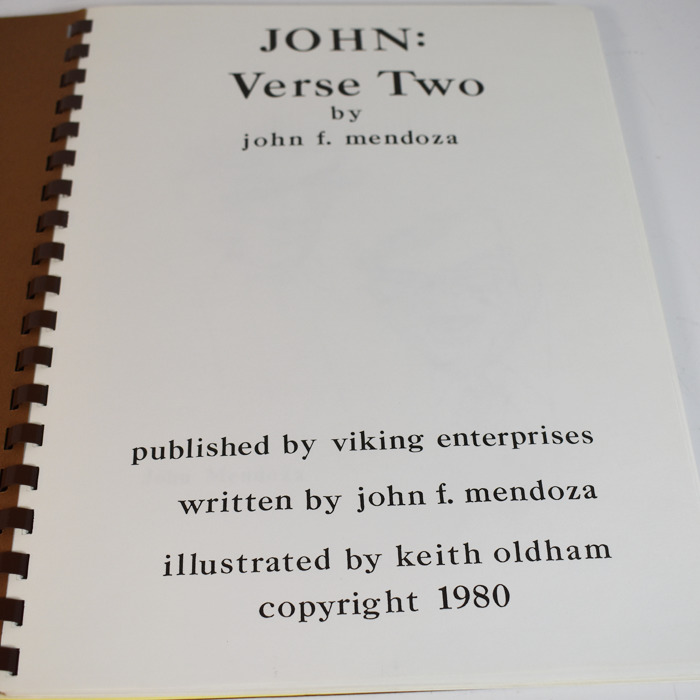 JOHN:
Verse Two
by
john f. mendoza
published by viking enterprises
written by john f. mendoza
illustrated by keith oldham
copyright 1980